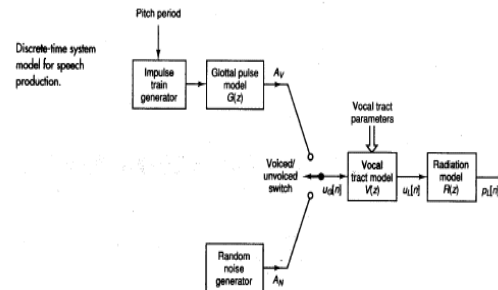 Pitch period
Discrete-time system
model for speech
production.
Impulse
train
generator
Glottal pulse
model
G(z)
A_V
Vocal tract
parameters
Voiced/
unvoiced
switch
u_G[n]
Vocal
tract model
V(z)
u_L[n]
Radiation
model
R(z)
p_L[n]
Random
noise
generator
A_N